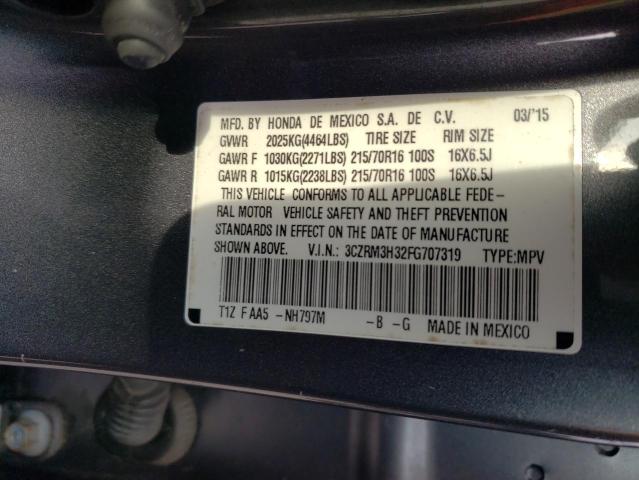 MFD. BY HONDA DE MEXICO S.A. DE C.V. 03/'15
GVWR 2025KG(4464LBS) TIRE SIZE RIM SIZE
GAWR F 1030KG(2271LBS) 215/70R16 100S 16X6.5J
GAWR R 1015KG(2238LBS) 215/70R16 100S 16X6.5J
THIS VEHICLE CONFORMS TO ALL APPLICABLE FEDE-
RAL MOTOR VEHICLE SAFETY AND THEFT PREVENTION
STANDARDS IN EFFECT ON THE DATE OF MANUFACTURE
SHOWN ABOVE. V.I.N.: 3CZRM3H32FG707319 TYPE:MPV
T1Z F AA5 -NH797M -B -G MADE IN MEXICO